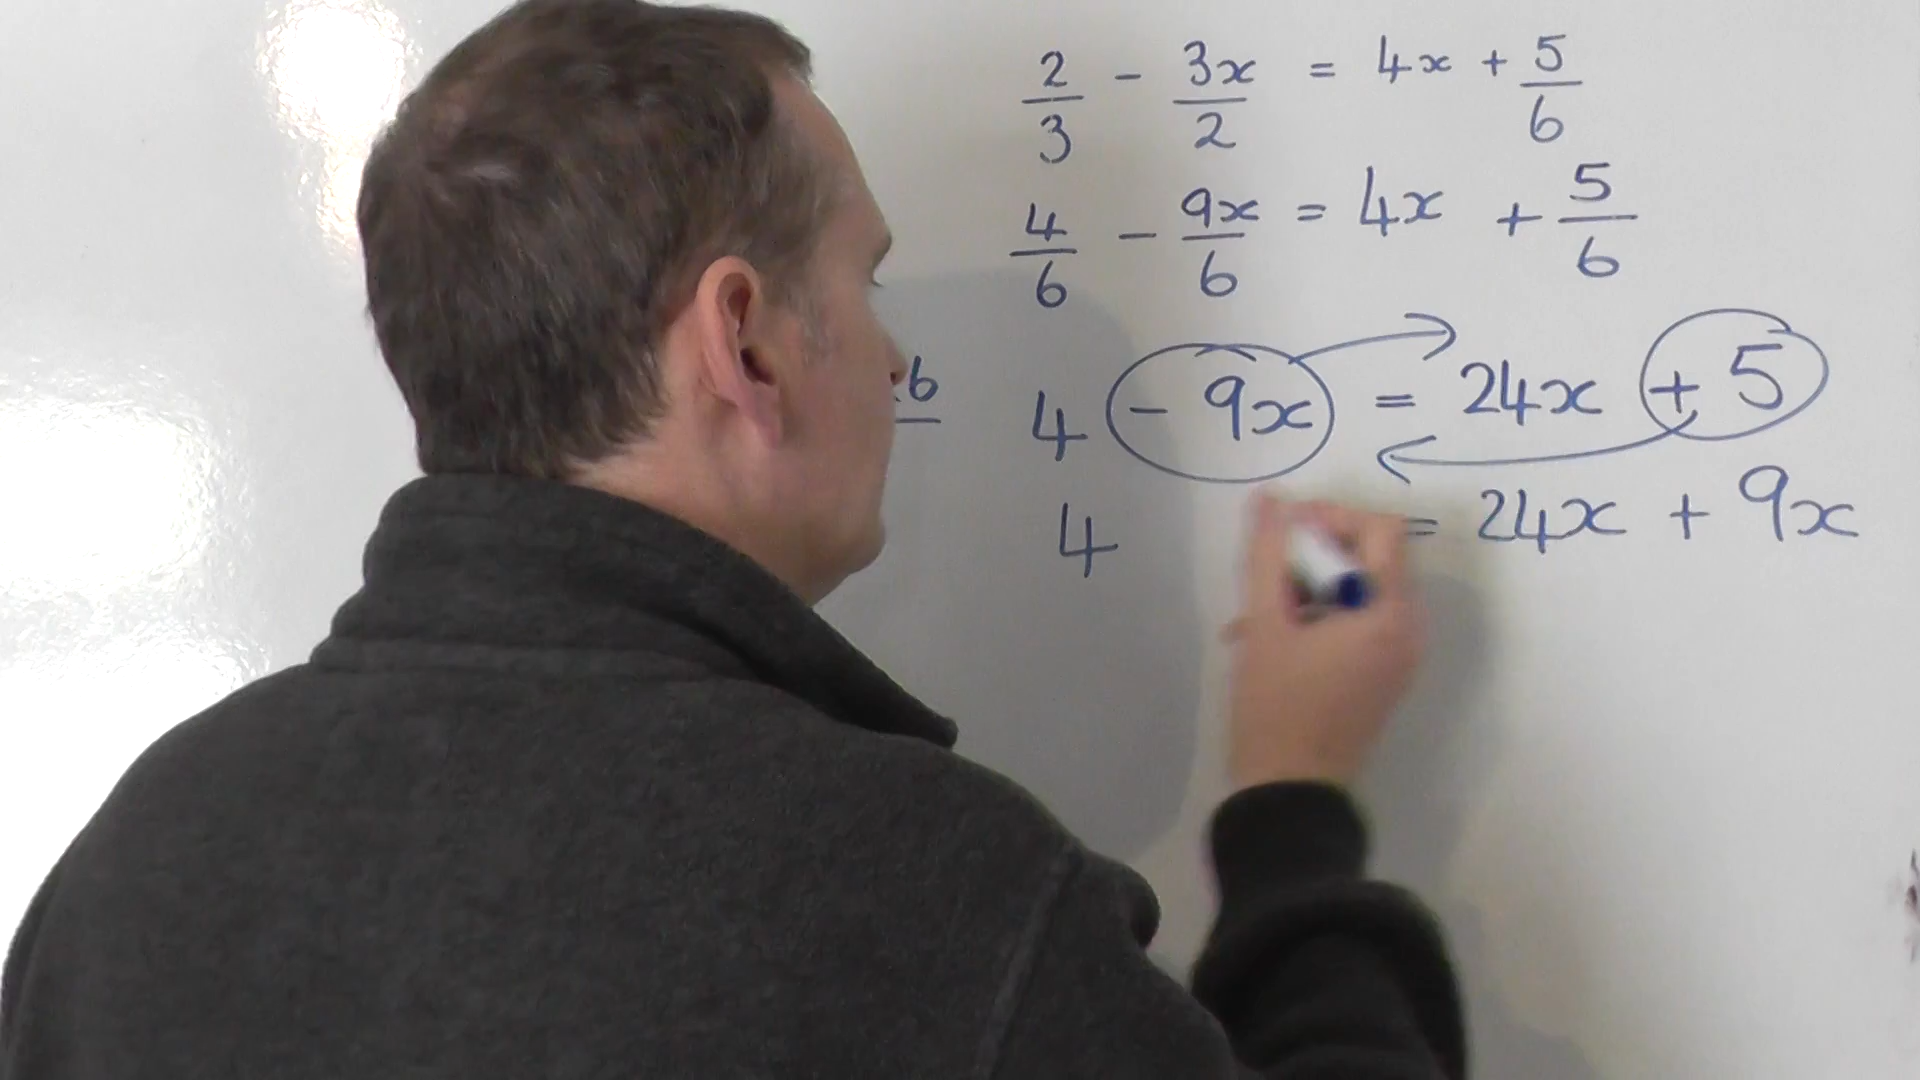 2/3 - 3x/2 = 4x + 5/6
4/6 - 9x/6 = 4x + 5/6
6 4 - 9x = 24x + 5
4 = 24x + 9x